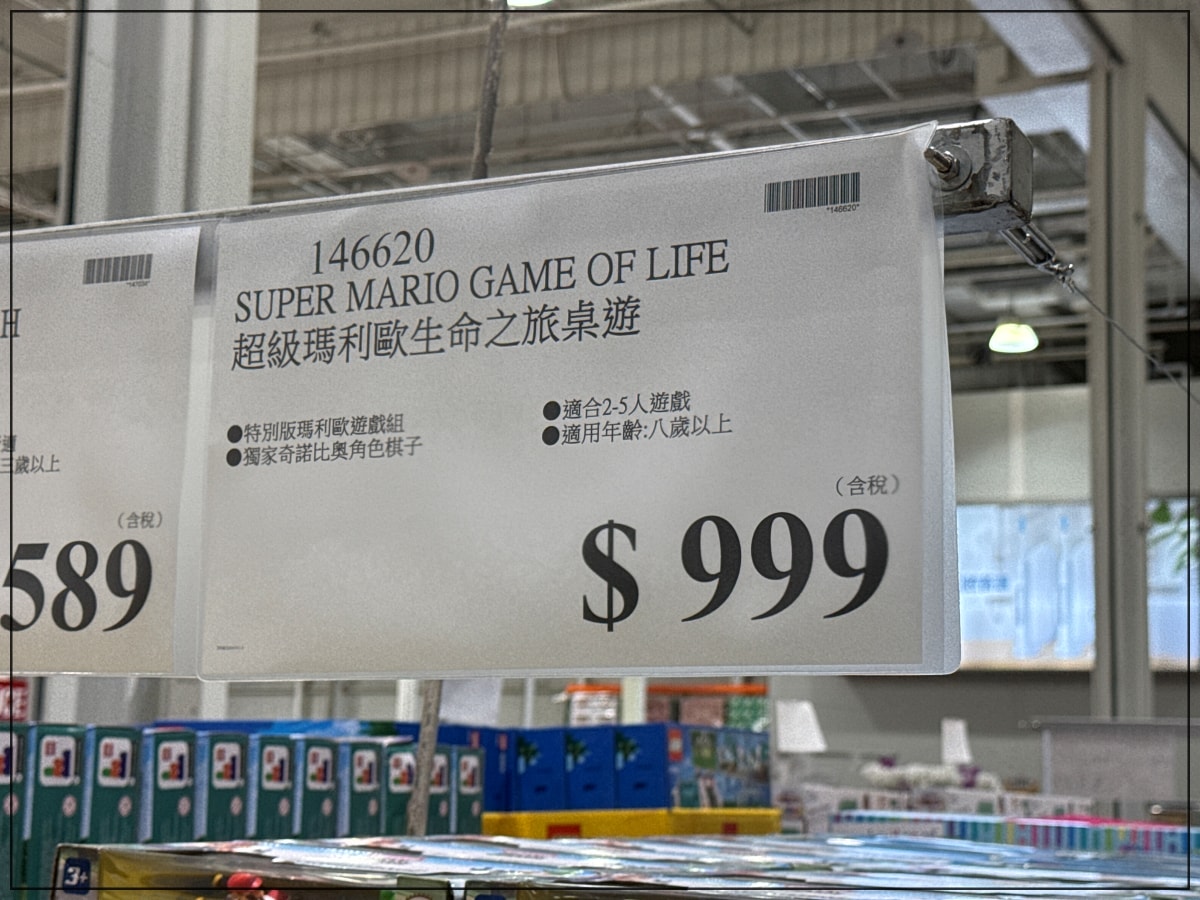 146620
SUPER MARIO GAME OF LIFE
超級瑪利歐生命之旅桌遊
*146620*
●特別版瑪利歐遊戲組
●獨家奇諾比奧角色棋子
●適合2-5人遊戲
●適用年齡:八歲以上
（含稅）
$ 999
H
三歲以上
（含稅）
589
3+